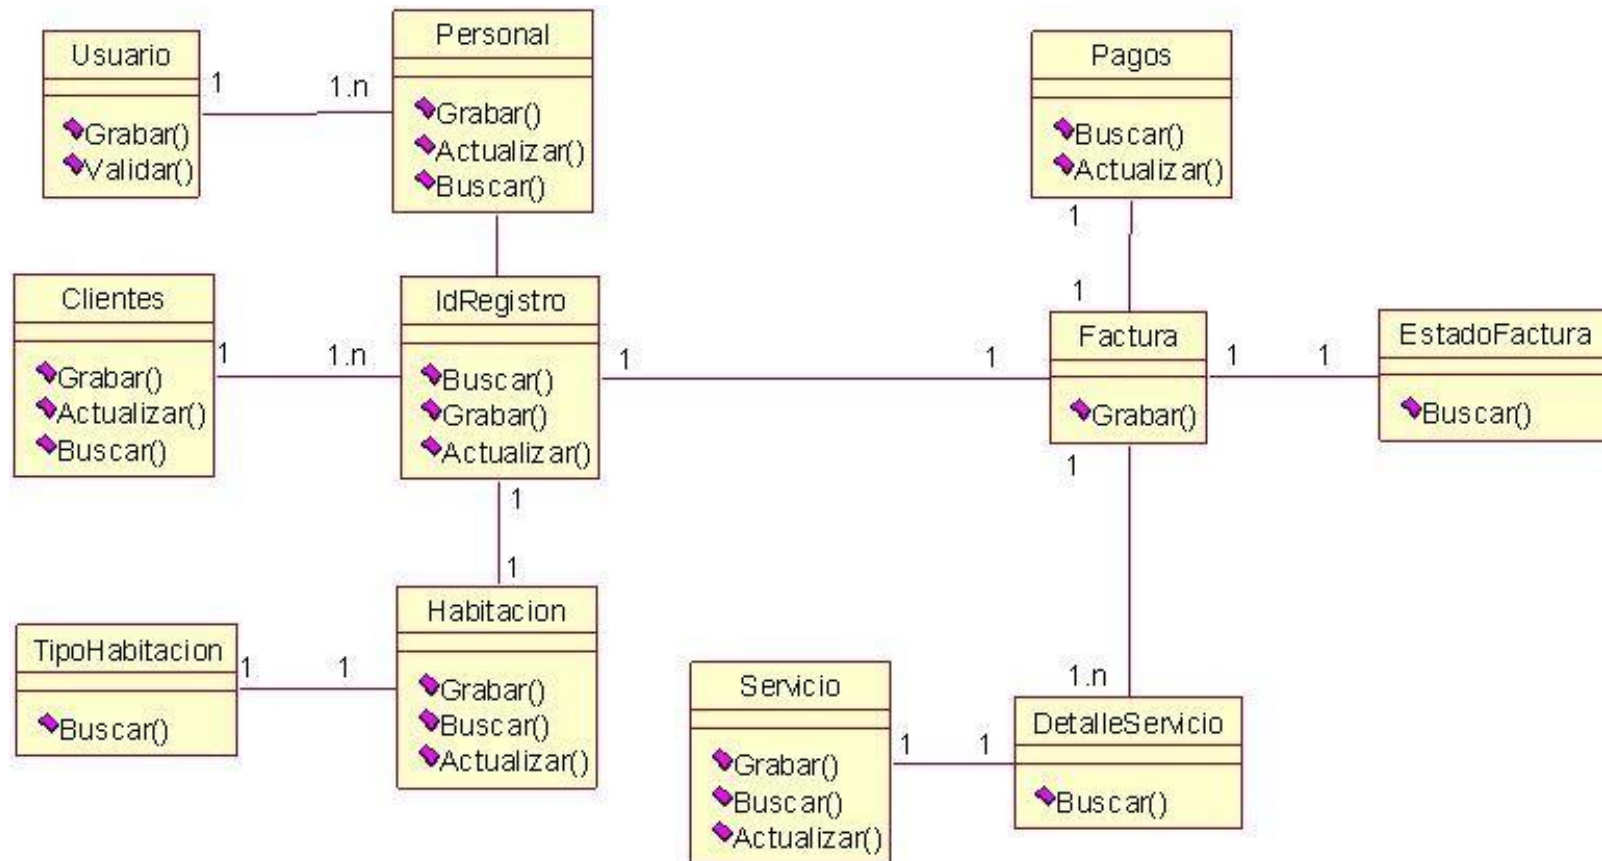 Usuario
Grabar()
Validar()
1
1.n
Personal
Grabar()
Actualizar()
Buscar()
Pagos
Buscar()
Actualizar()
1
1
Clientes
Grabar()
Actualizar()
Buscar()
1
1.n
IdRegistro
Buscar()
Grabar()
Actualizar()
1
1
Factura
Grabar()
1
1
EstadoFactura
Buscar()
1
1
1
1.n
TipoHabitacion
Buscar()
1
1
Habitacion
Grabar()
Buscar()
Actualizar()
Servicio
Grabar()
Buscar()
Actualizar()
1
1
DetalleServicio
Buscar()